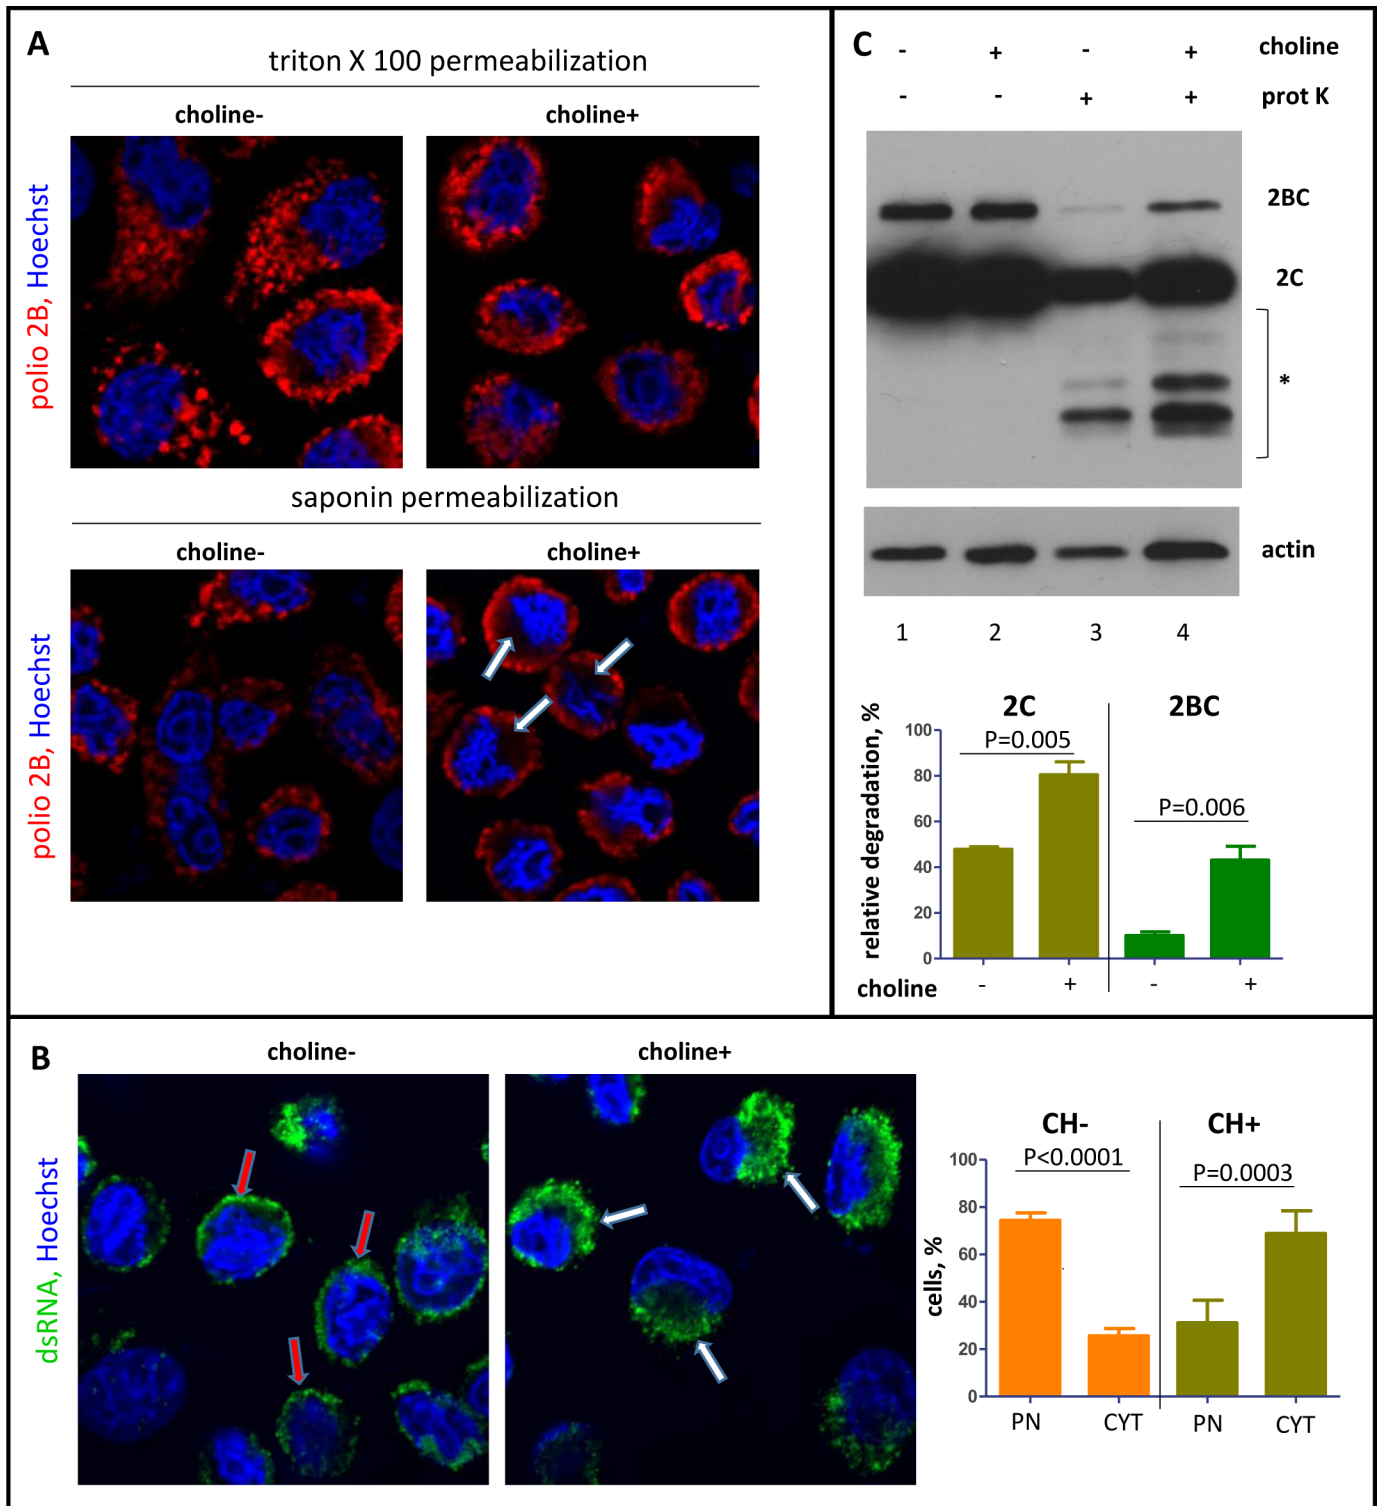 A
triton X 100 permeabilization
choline-
choline+
polio 2B, Hoechst
saponin permeabilization
choline-
choline+
polio 2B, Hoechst
C
- + - + choline
- - + + prot K
2BC
2C
*
actin
1 2 3 4
2C 2BC
relative degradation, %
100
80
60
40
20
0
P=0.005
P=0.006
choline - + - +
B
choline-
choline+
dsRNA, Hoechst
CH- CH+
cells, %
100
80
60
40
20
0
P<0.0001
P=0.0003
PN CYT PN CYT